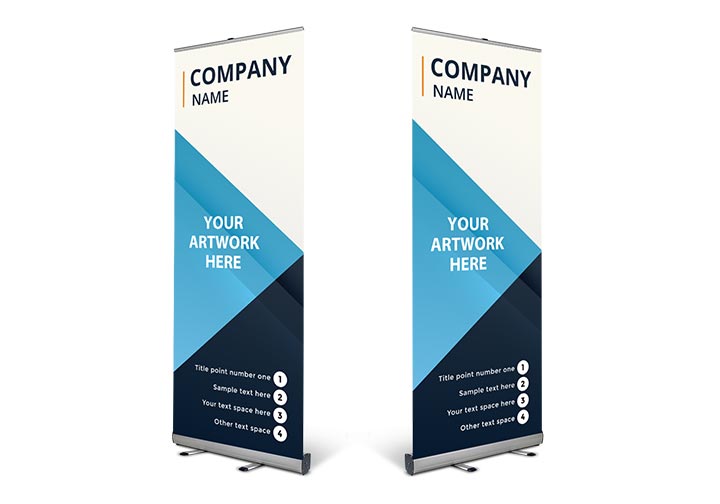 COMPANY
NAME
YOUR
ARTWORK
HERE
Title point number one 1
Sample text here 2
Your text space here 3
Other text space 4
COMPANY
NAME
YOUR
ARTWORK
HERE
Title point number one 1
Sample text here 2
Your text space here 3
Other text space 4